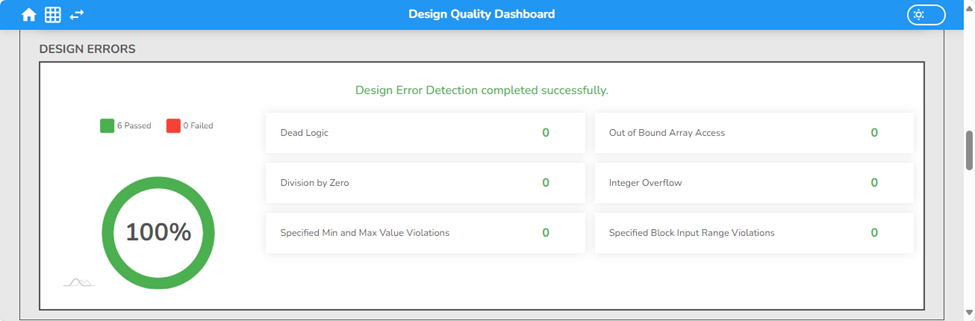 Design Quality Dashboard
DESIGN ERRORS
Design Error Detection completed successfully.
6 Passed 0 Failed
100%
Dead Logic 0
Out of Bound Array Access 0
Division by Zero 0
Integer Overflow 0
Specified Min and Max Value Violations 0
Specified Block Input Range Violations 0